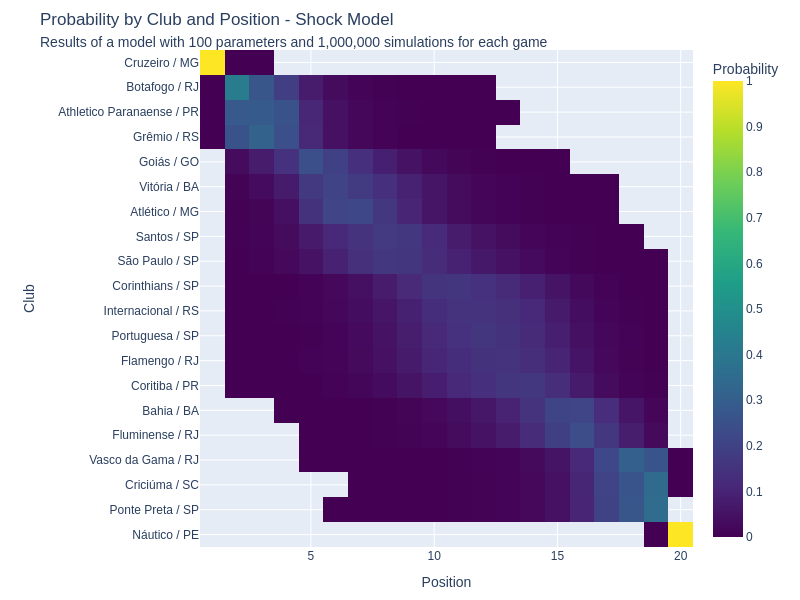 Probability by Club and Position - Shock Model
Results of a model with 100 parameters and 1,000,000 simulations for each game
Probability
Cruzeiro / MG
Botafogo / RJ
Athletico Paranaense / PR
Grêmio / RS
Goiás / GO
Vitória / BA
Atlético / MG
Santos / SP
São Paulo / SP
Corinthians / SP
Internacional / RS
Portuguesa / SP
Flamengo / RJ
Coritiba / PR
Bahia / BA
Fluminense / RJ
Vasco da Gama / RJ
Criciúma / SC
Ponte Preta / SP
Náutico / PE
Club
5
10
15
20
Position
1
0.9
0.8
0.7
0.6
0.5
0.4
0.3
0.2
0.1
0